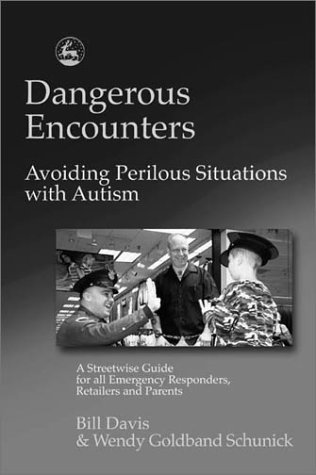 Dangerous
Encounters
Avoiding Perilous Situations
with Autism
A Streetwise Guide
for all Emergency Responders,
Retailers and Parents
Bill Davis
& Wendy Goldband Schunick